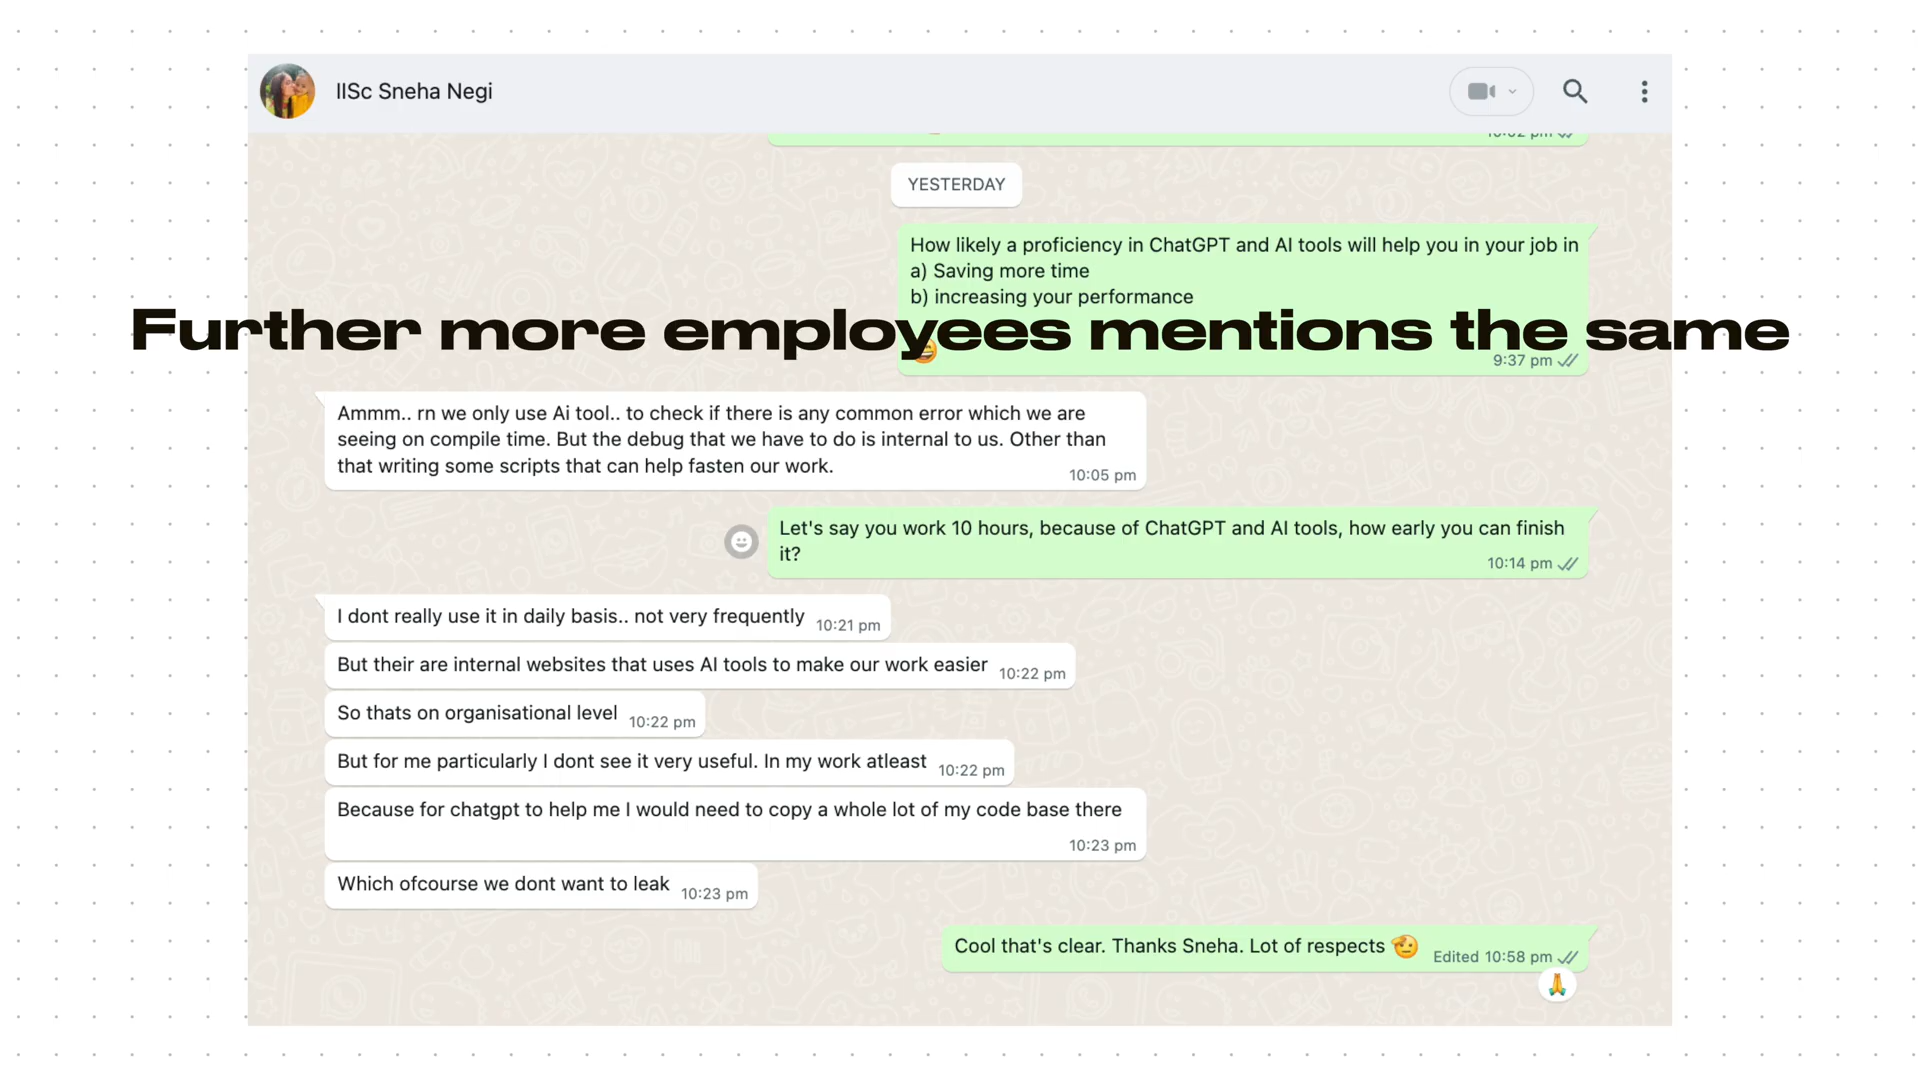 IISc Sneha Negi
YESTERDAY
How likely a proficiency in ChatGPT and AI tools will help you in your job in
a) Saving more time
b) increasing your performance
Further more employees mentions the same
9:37 pm
Ammm.. rn we only use Ai tool.. to check if there is any common error which we are
seeing on compile time. But the debug that we have to do is internal to us. Other than
that writing some scripts that can help fasten our work.
10:05 pm
Let's say you work 10 hours, because of ChatGPT and AI tools, how early you can finish
it?
10:14 pm
I dont really use it in daily basis.. not very frequently 10:21 pm
But their are internal websites that uses AI tools to make our work easier 10:22 pm
So thats on organisational level 10:22 pm
But for me particularly I dont see it very useful. In my work atleast 10:22 pm
Because for chatgpt to help me I would need to copy a whole lot of my code base there
10:23 pm
Which ofcourse we dont want to leak 10:23 pm
Cool that's clear. Thanks Sneha. Lot of respects 🫡 Edited 10:58 pm